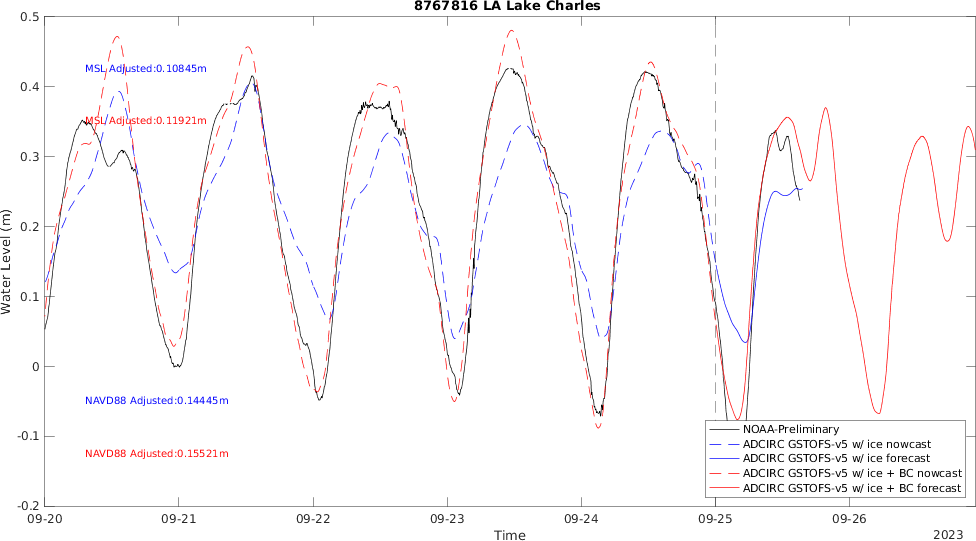 8767816 LA Lake Charles
0.5
0.4
0.3
0.2
0.1
0
-0.1
-0.2
Water Level (m)
MSL Adjusted:0.10845m
MSL Adjusted:0.11921m
NAVD88 Adjusted:0.14445m
NAVD88 Adjusted:0.15521m
NOAA-Preliminary
ADCIRC GSTOFS-v5 w/ ice nowcast
ADCIRC GSTOFS-v5 w/ ice forecast
ADCIRC GSTOFS-v5 w/ ice + BC nowcast
ADCIRC GSTOFS-v5 w/ ice + BC forecast
09-20 09-21 09-22 09-23 09-24 09-25 09-26
Time
2023